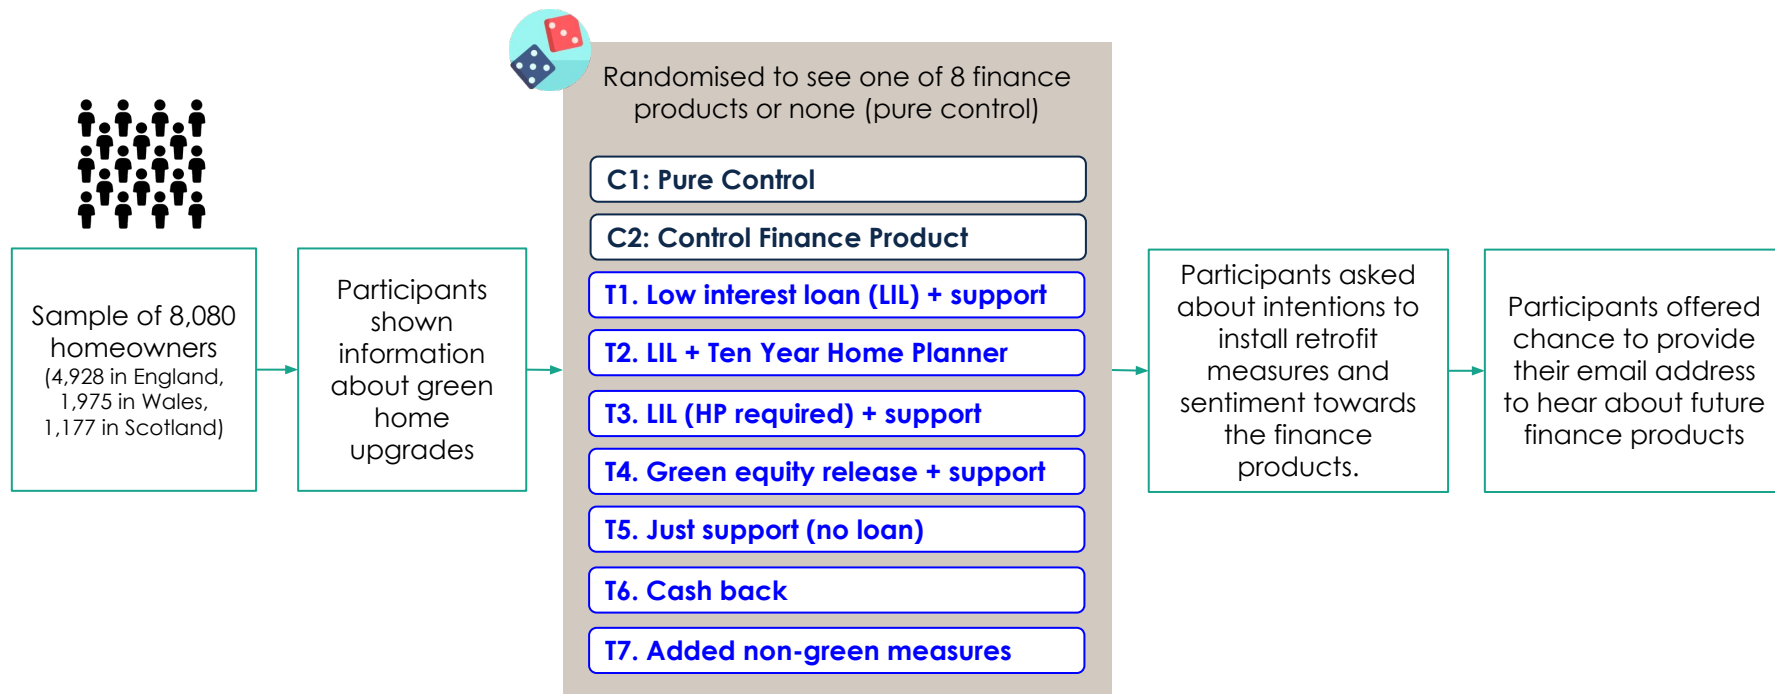 Sample of 8,080
homeowners
(4,928 in England,
1,975 in Wales,
1,177 in Scotland)
Participants
shown
information
about green
home
upgrades
Randomised to see one of 8 finance
products or none (pure control)
C1: Pure Control
C2: Control Finance Product
T1. Low interest loan (LIL) + support
T2. LIL + Ten Year Home Planner
T3. LIL (HP required) + support
T4. Green equity release + support
T5. Just support (no loan)
T6. Cash back
T7. Added non-green measures
Participants asked
about intentions to
install retrofit
measures and
sentiment towards
the finance
products.
Participants offered
chance to provide
their email address
to hear about future
finance products